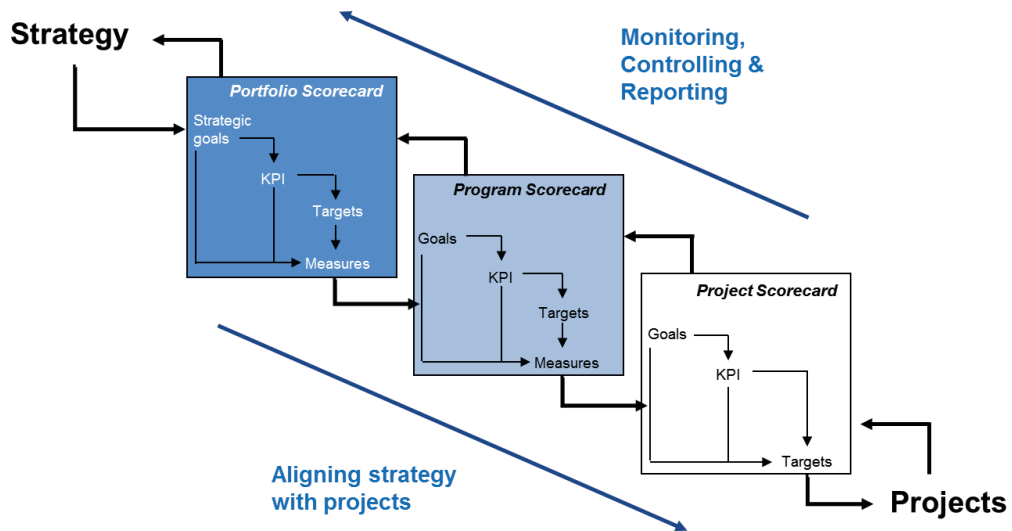 Strategy
Monitoring,
Controlling &
Reporting
Portfolio Scorecard
Strategic
goals
KPI
Targets
Measures
Program Scorecard
Goals
KPI
Targets
Measures
Project Scorecard
Goals
KPI
Targets
Aligning strategy
with projects
Projects